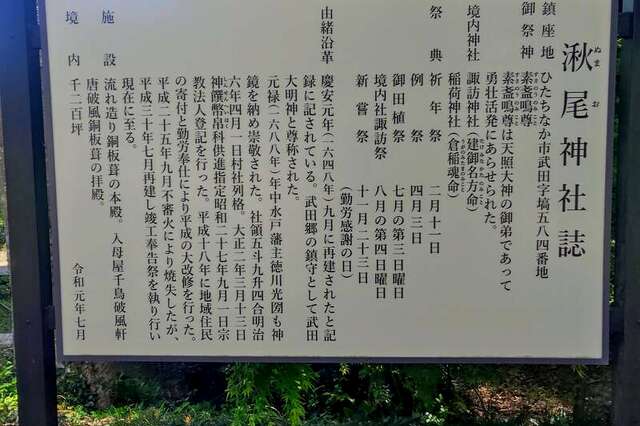 湫尾神社誌
ぬまお
鎮座地 ひたちなか市武田字塙五八四番地
御祭神 素盞嗚尊
素盞嗚尊は天照大神の御弟であって
勇壮活発にあらせられた。
境内神社 諏訪神社(建御名方命)
稲荷神社(倉稲魂命)
祭典 祈年祭 二月十一日
例祭 四月三日
御田植祭 七月の第三日曜日
境内社諏訪祭 八月の第四日曜日
新嘗祭 十一月二十三日
(勤労感謝の日)
由緒沿革 慶安元年(一六四八年)九月に再建されたと記
録に記されている。武田郷の鎮守として武田
大明神と尊称された。
元禄(一六八八年)年中水戸藩主徳川光圀も神
鏡を納め崇敬された。社領五斗九升四合明治
六年四月一日村社列格。大正二年三月十三日
神饌幣帛料供進指定昭和二十七年九月一日宗
教法人登記を行った。平成十八年に地域住民
の寄付と勤労奉仕により平成の大改修を行った。
平成二十五年九月不審火により焼失したが、
平成三十年七月再建し竣工奉告祭を執り行い
現在に至る。
施設 流れ造り銅板葺の本殿。入母屋千鳥破風軒
唐破風銅板葺の拝殿。
境内 千二百坪
令和元年七月